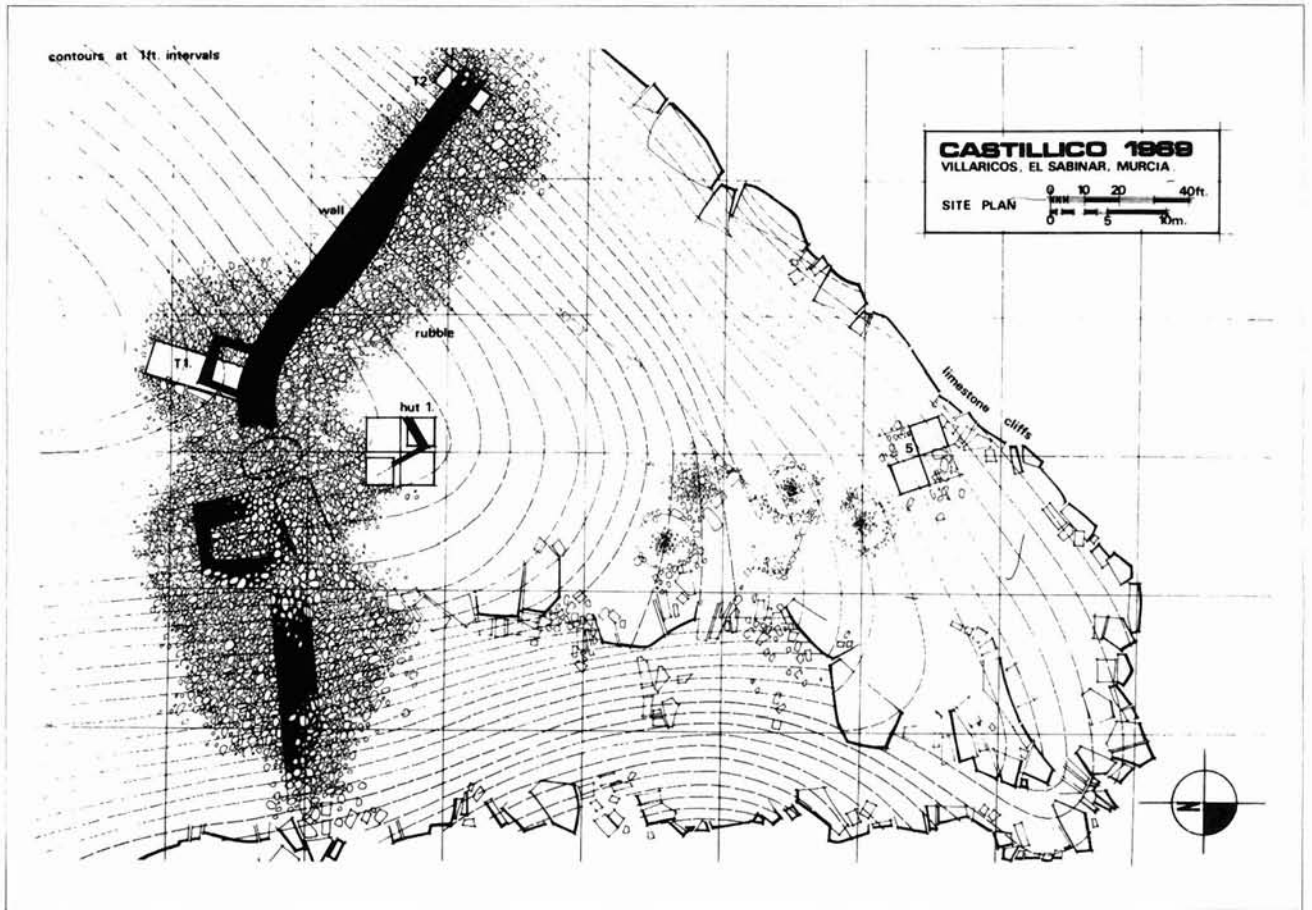 contours at 1ft. intervals
T2
CASTILLICO 1969
VILLARICOS, EL SABINAR, MURCIA
SITE PLAN
0 10 20 40ft.
0 5 10m.
wall
rubble
T1.
hut 1.
limestone cliffs
5
N